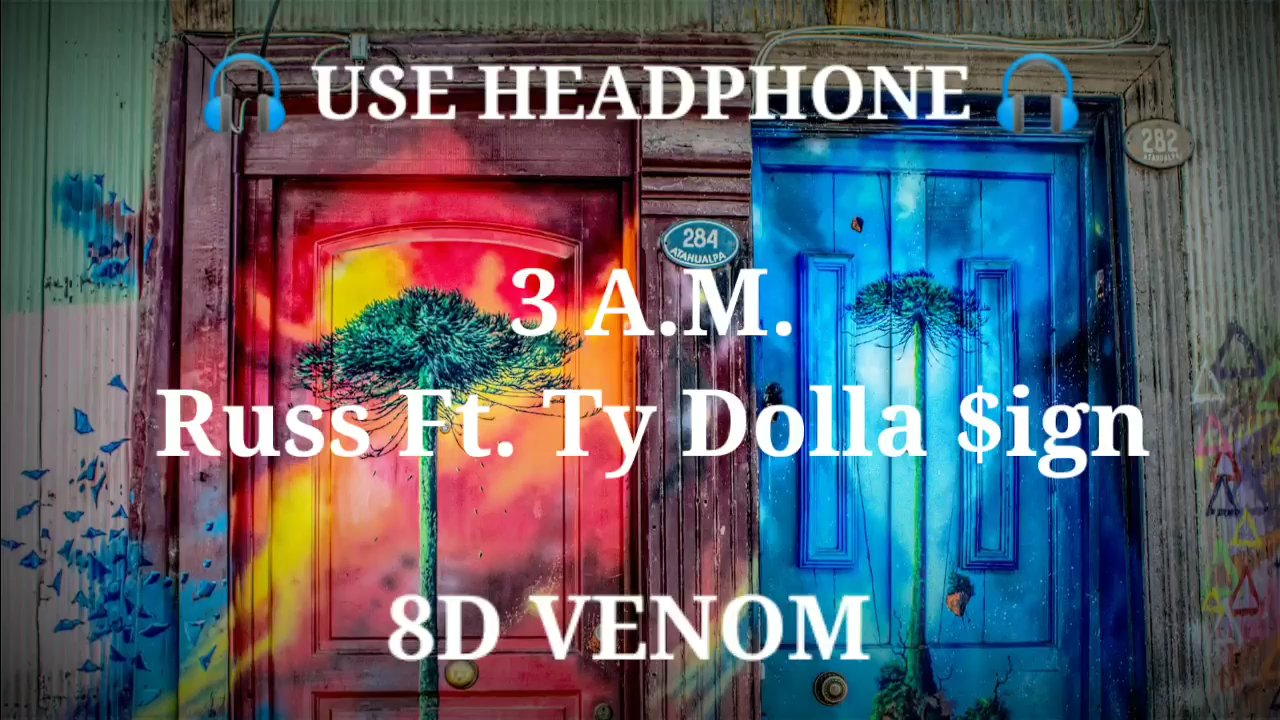 🎧 USE HEADPHONE 🎧
282
ATAHUALPA
284
ATAHUALPA
3 A.M.
Russ Ft. Ty Dolla $ign
8D VENOM